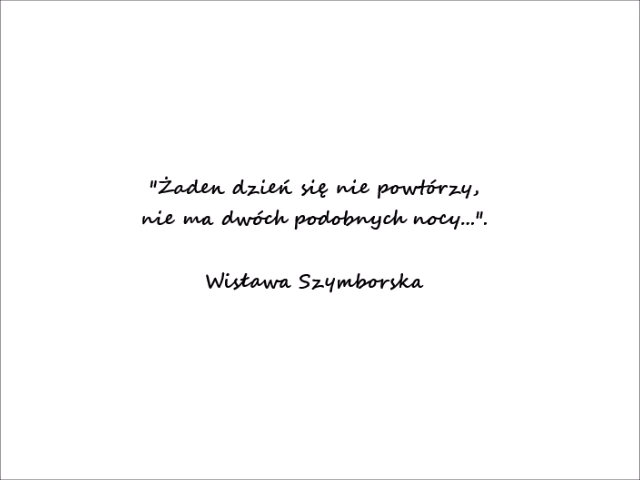 "Żaden dzień się nie powtórzy,
nie ma dwóch podobnych nocy...".
Wisława Szymborska